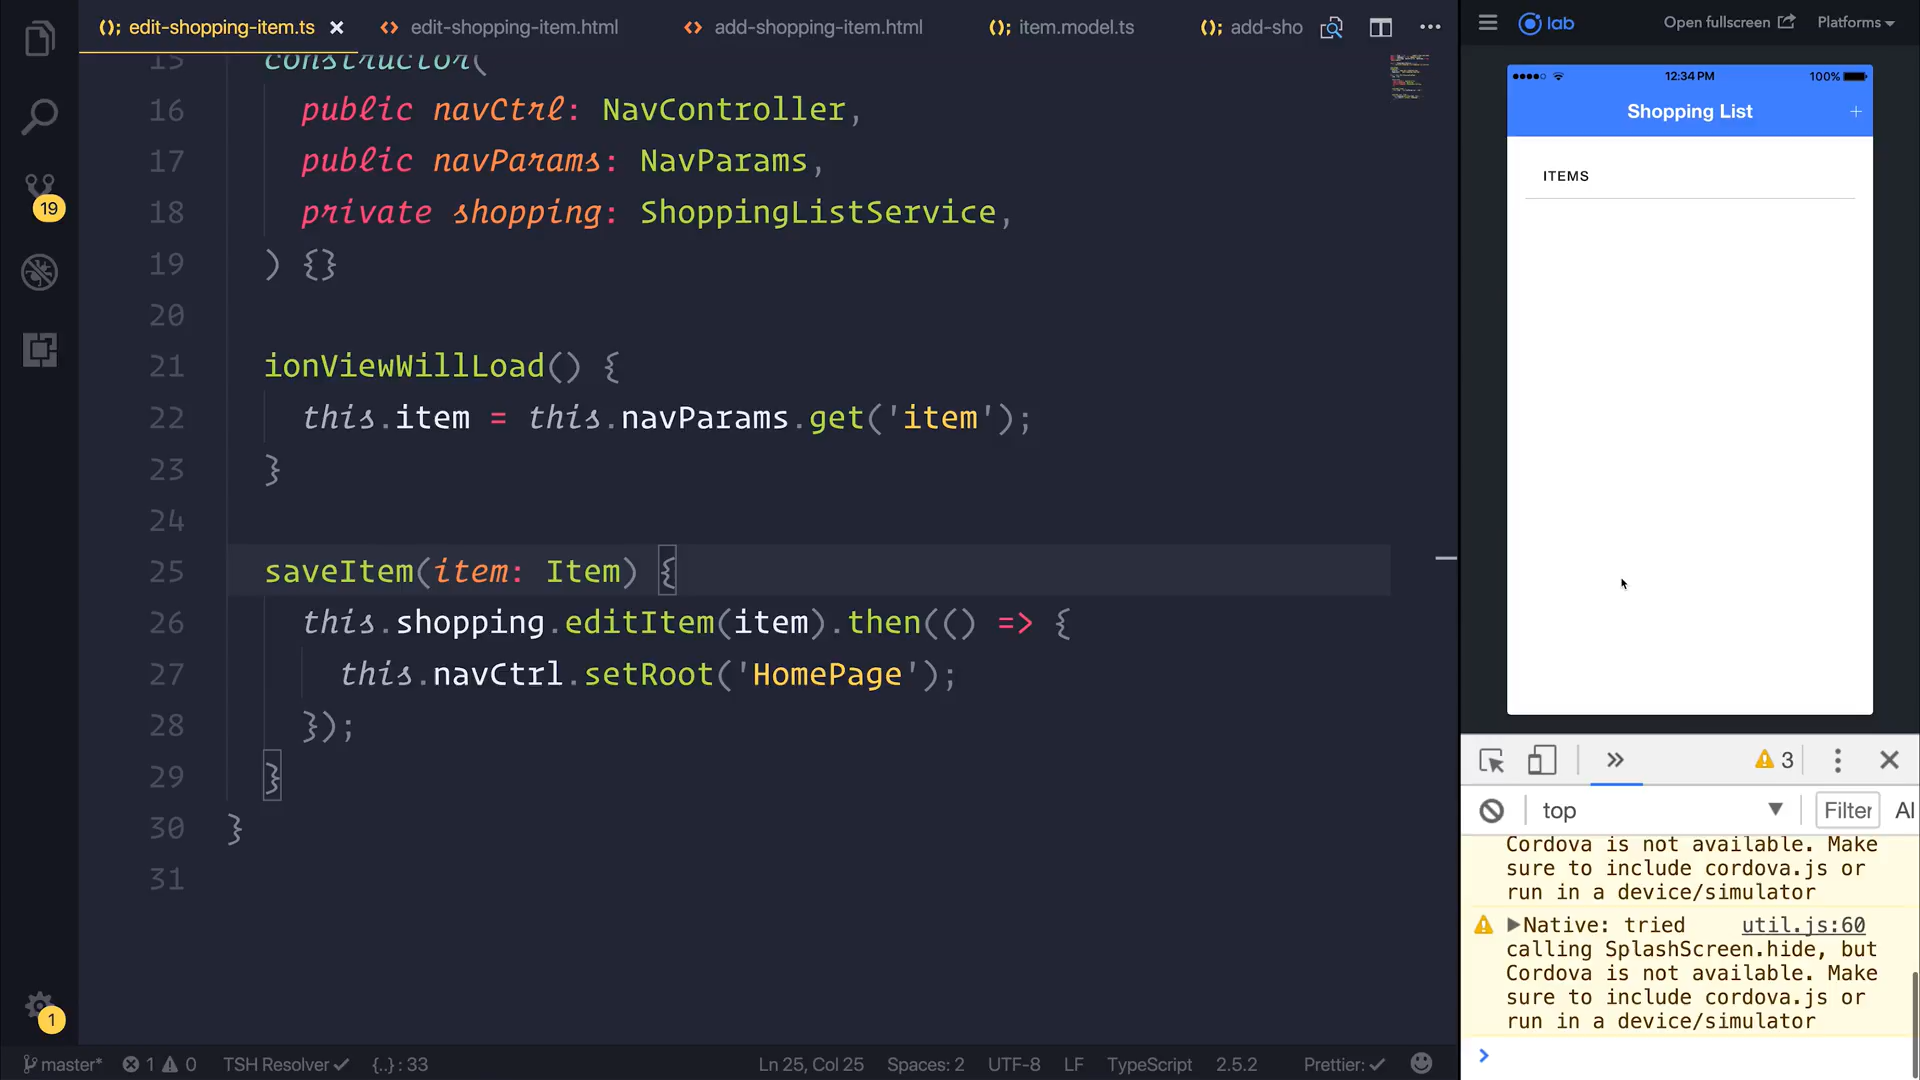 (); edit-shopping-item.ts ×
<> edit-shopping-item.html
<> add-shopping-item.html
(); item.model.ts
(); add-sho
15 constructor(
16 public navCtrl: NavController,
17 public navParams: NavParams,
18 private shopping: ShoppingListService,
19 ) {}
20
21 ionViewWillLoad() {
22 this.item = this.navParams.get('item');
23 }
24
25 saveItem(item: Item) {
26 this.shopping.editItem(item).then(() => {
27 this.navCtrl.setRoot('HomePage');
28 });
29 }
30 }
31
19
1
master* 1 0 TSH Resolver {..} : 33 Ln 25, Col 25 Spaces: 2 UTF-8 LF TypeScript 2.5.2 Prettier:
lab Open fullscreen Platforms
12:34 PM 100%
Shopping List +
ITEMS
3
top Filter Al
Cordova is not available. Make
sure to include cordova.js or
run in a device/simulator
Native: tried util.js:60
calling SplashScreen.hide, but
Cordova is not available. Make
sure to include cordova.js or
run in a device/simulator
>